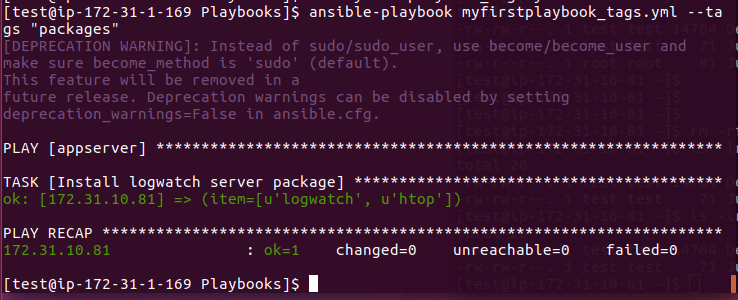 [test@ip-172-31-1-169 Playbooks]$ ansible-playbook myfirstplaybook_tags.yml --ta
gs "packages"
[DEPRECATION WARNING]: Instead of sudo/sudo_user, use become/become_user and
make sure become_method is 'sudo' (default).
This feature will be removed in a
future release. Deprecation warnings can be disabled by setting
deprecation_warnings=False in ansible.cfg.
PLAY [appserver] ***************************************************************
TASK [Install logwatch server package] *****************************************
ok: [172.31.10.81] => (item=[u'logwatch', u'htop'])
PLAY RECAP *********************************************************************
172.31.10.81 : ok=1 changed=0 unreachable=0 failed=0
[test@ip-172-31-1-169 Playbooks]$